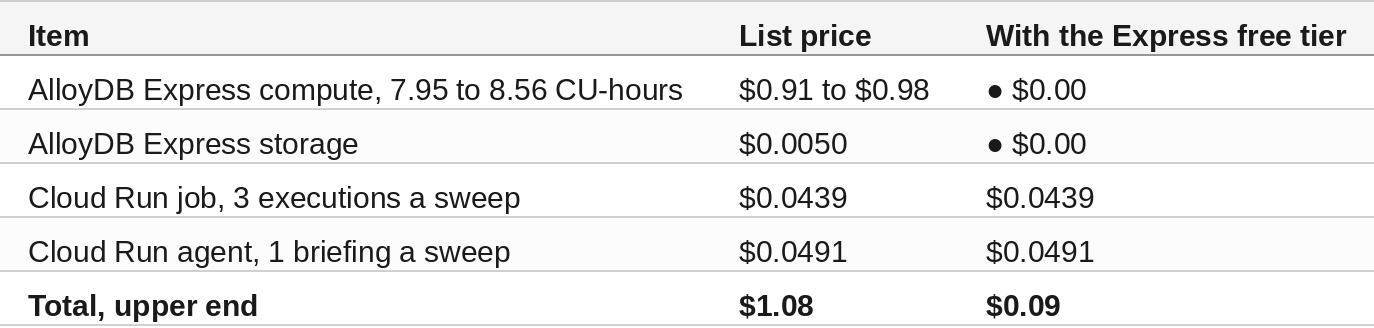 Item List price With the Express free tier
AlloyDB Express compute, 7.95 to 8.56 CU-hours $0.91 to $0.98 ● $0.00
AlloyDB Express storage $0.0050 ● $0.00
Cloud Run job, 3 executions a sweep $0.0439 $0.0439
Cloud Run agent, 1 briefing a sweep $0.0491 $0.0491
Total, upper end $1.08 $0.09